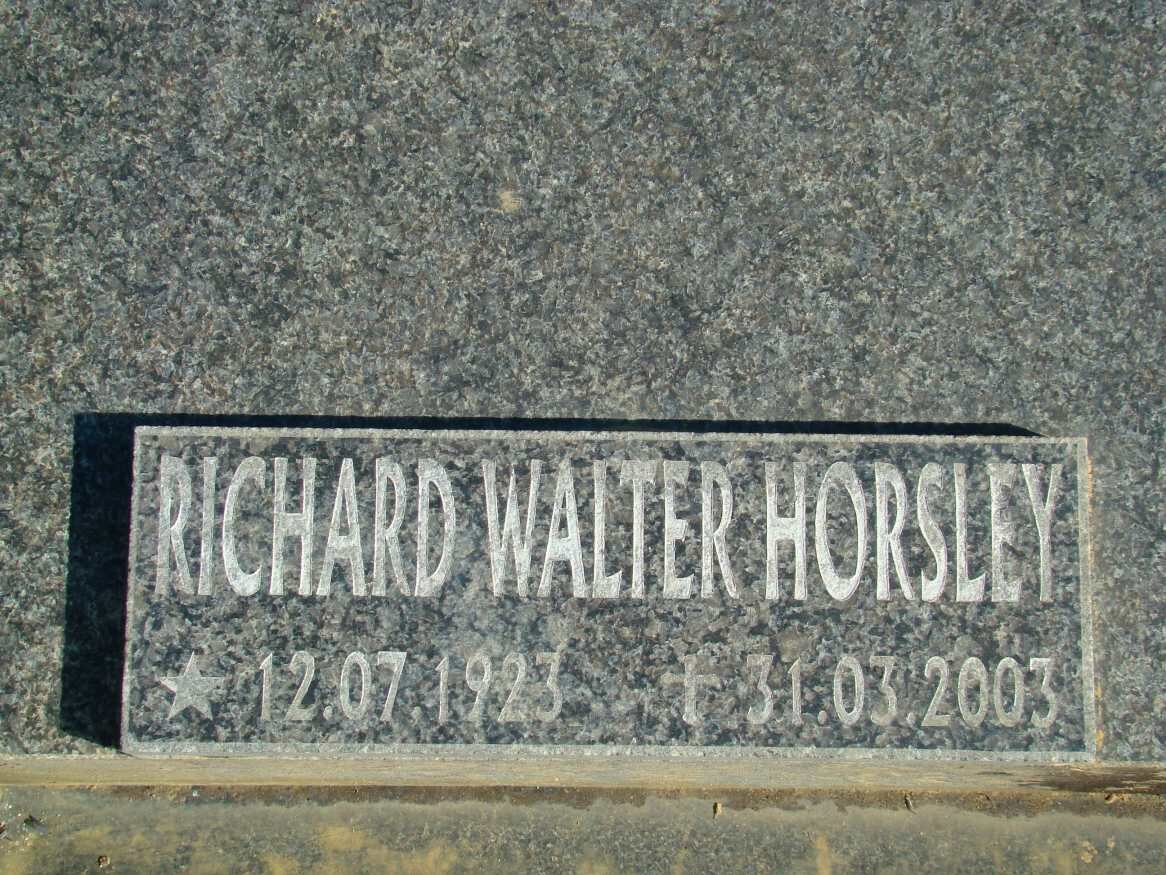 RICHARD WALTER HORSLEY
★ 12.07.1923 ✝ 31.03.2003